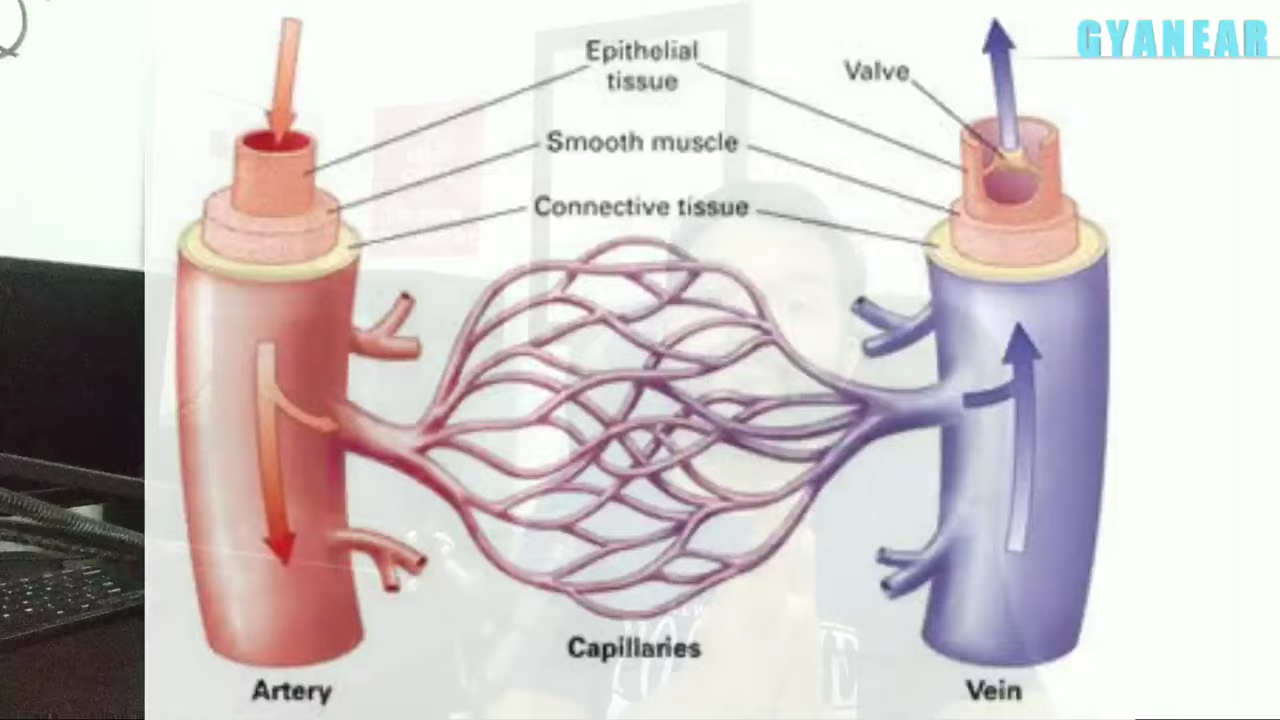 GYANEAR
Epithelial
tissue
Valve
Smooth muscle
Connective tissue
Capillaries
Artery
Vein